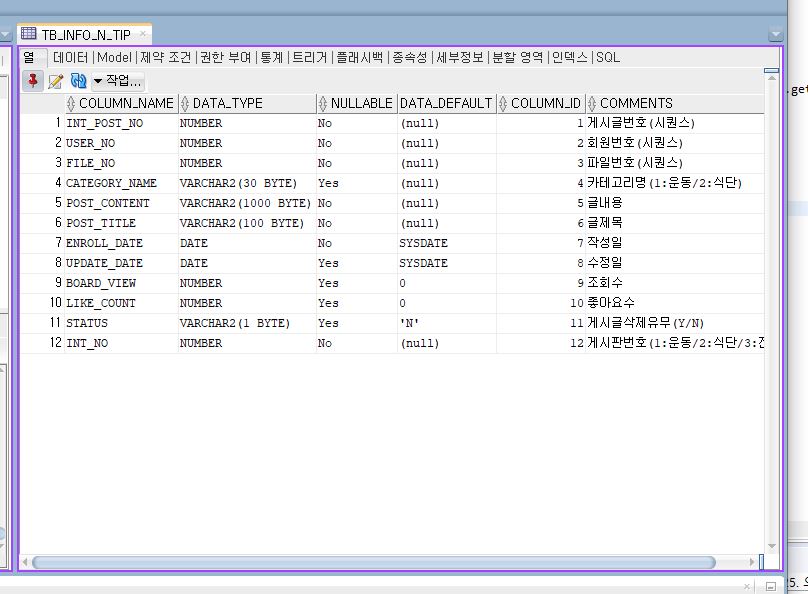 TB_INFO_N_TIP
열 | 데이터 | Model | 제약 조건 | 권한 부여 | 통계 | 트리거 | 플래시백 | 종속성 | 세부정보 | 분할 영역 | 인덱스 | SQL
작업...
COLUMN_NAME DATA_TYPE NULLABLE DATA_DEFAULT COLUMN_ID COMMENTS
1 INT_POST_NO NUMBER No (null) 1 게시글번호(시퀀스)
2 USER_NO NUMBER No (null) 2 회원번호(시퀀스)
3 FILE_NO NUMBER No (null) 3 파일번호(시퀀스)
4 CATEGORY_NAME VARCHAR2(30 BYTE) Yes (null) 4 카테고리명(1:운동/2:식단)
5 POST_CONTENT VARCHAR2(1000 BYTE) No (null) 5 글내용
6 POST_TITLE VARCHAR2(100 BYTE) No (null) 6 글제목
7 ENROLL_DATE DATE No SYSDATE 7 작성일
8 UPDATE_DATE DATE Yes SYSDATE 8 수정일
9 BOARD_VIEW NUMBER Yes 0 9 조회수
10 LIKE_COUNT NUMBER Yes 0 10 좋아요수
11 STATUS VARCHAR2(1 BYTE) Yes 'N' 11 게시글삭제유무(Y/N)
12 INT_NO NUMBER No (null) 12 게시판번호(1:운동/2:식단/3:
.get
25.